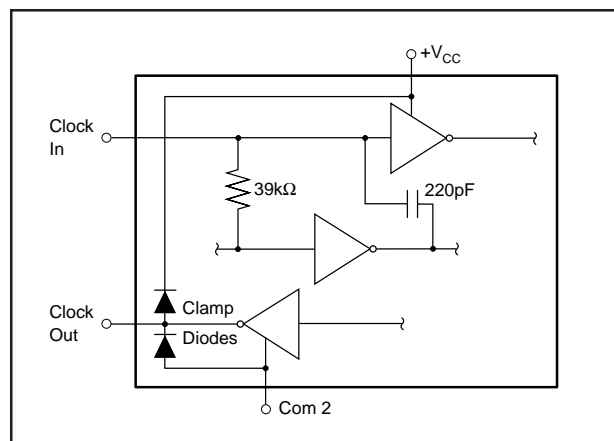 +VCC
Clock
In
39kΩ
220pF
Clock
Out
Clamp
Diodes
Com 2